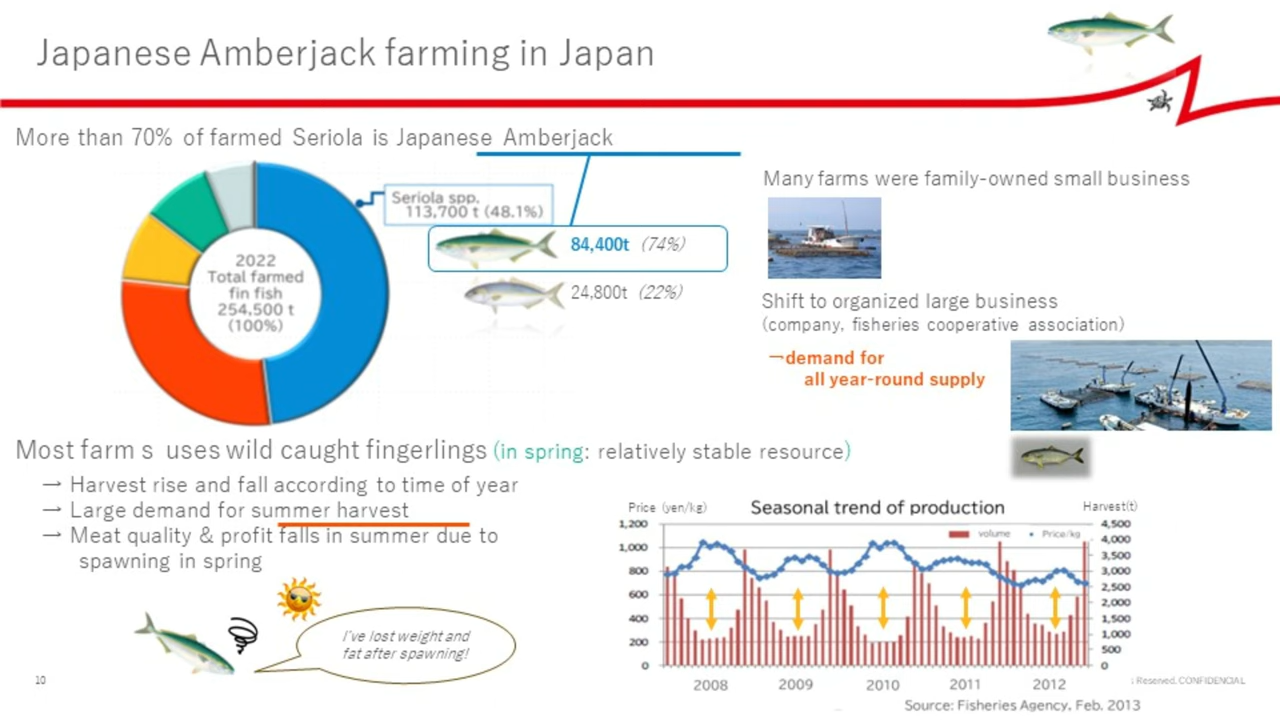 Japanese Amberjack farming in Japan
More than 70% of farmed Seriola is Japanese Amberjack
Seriola spp.
113,700 t (48.1%)
84,400t (74%)
24,800t (22%)
2022
Total farmed
fin fish
254,500 t
(100%)
Many farms were family-owned small business
Shift to organized large business
(company, fisheries cooperative association)
→demand for
all year-round supply
Most farm s uses wild caught fingerlings (in spring: relatively stable resource)
→ Harvest rise and fall according to time of year
→ Large demand for summer harvest
→ Meat quality & profit falls in summer due to
spawning in spring
I've lost weight and
fat after spawning!
Price (yen/kg)
Seasonal trend of production
Harvest(t)
volume
Price/kg
1,200
1,000
800
600
400
200
0
4,500
4,000
3,500
3,000
2,500
2,000
1,500
1,000
500
0
2008 2009 2010 2011 2012
Source: Fisheries Agency, Feb. 2013
10
Reserved. CONFIDENCIAL